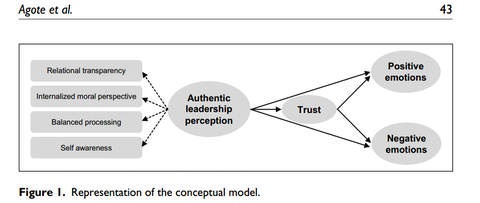 Agote et al.
43
Relational transparency
Internalized moral perspective
Balanced processing
Self awareness
Authentic
leadership
perception
Trust
Positive
emotions
Negative
emotions
Figure 1. Representation of the conceptual model.